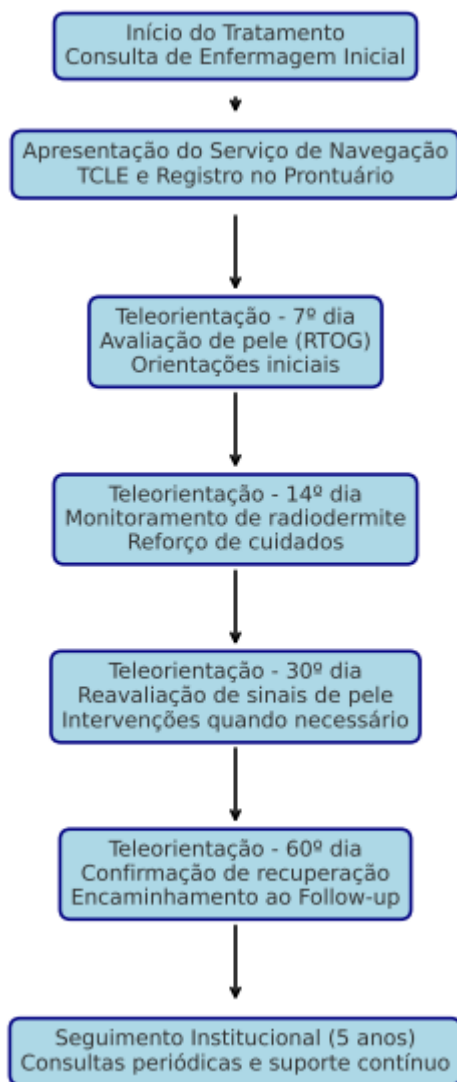 Início do Tratamento
Consulta de Enfermagem Inicial
Apresentação do Serviço de Navegação
TCLE e Registro no Prontuário
Teleorientação - 7º dia
Avaliação de pele (RTOG)
Orientações iniciais
Teleorientação - 14º dia
Monitoramento de radiodermite
Reforço de cuidados
Teleorientação - 30º dia
Reavaliação de sinais de pele
Intervenções quando necessário
Teleorientação - 60º dia
Confirmação de recuperação
Encaminhamento ao Follow-up
Seguimento Institucional (5 anos)
Consultas periódicas e suporte contínuo